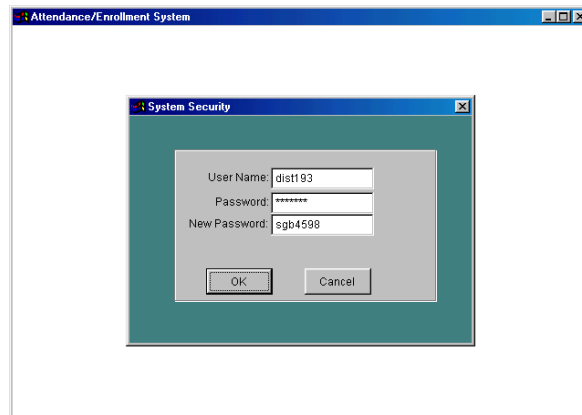 Attendance/Enrollment System
System Security
User Name: dist193
Password: *******
New Password: sgb4598
OK Cancel